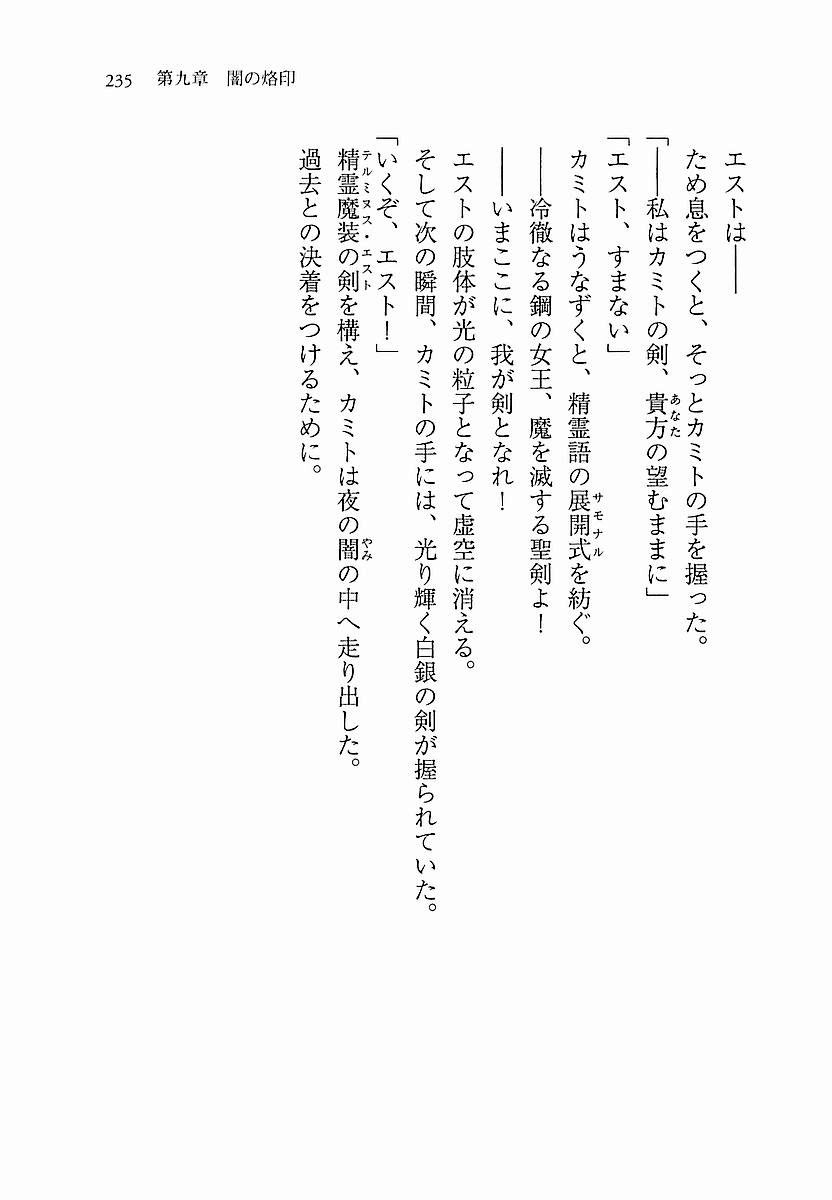 235　第九章　闇の烙印
エストは――
ため息をつくと、そっとカミトの手を握った。
「――私はカミトの剣、貴方の望むままに」
あなた
「エスト、すまない」
カミトはうなずくと、精霊語の展開式を紡ぐ。
サモナル
――冷徹なる鋼の女王、魔を滅する聖剣よ！
――いまここに、我が剣となれ！
エストの肢体が光の粒子となって虚空に消える。
そして次の瞬間、カミトの手には、光り輝く白銀の剣が握られていた。
「いくぞ、エスト！」
精霊魔装の剣を構え、カミトは夜の闇の中へ走り出した。
テルミヌス・エスト
やみ
過去との決着をつけるために。